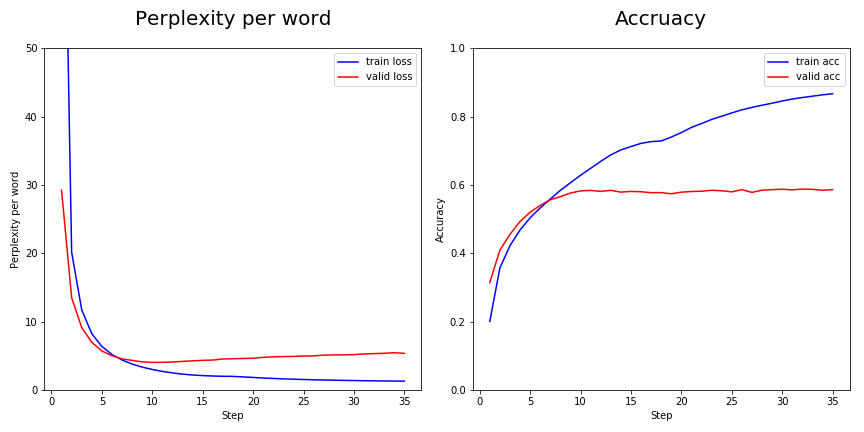 Perplexity per word
50
40
30
20
10
0
Perplexity per word
train loss
valid loss
0 5 10 15 20 25 30 35
Step
Accruacy
1.0
0.8
0.6
0.4
0.2
0.0
Accuracy
train acc
valid acc
0 5 10 15 20 25 30 35
Step